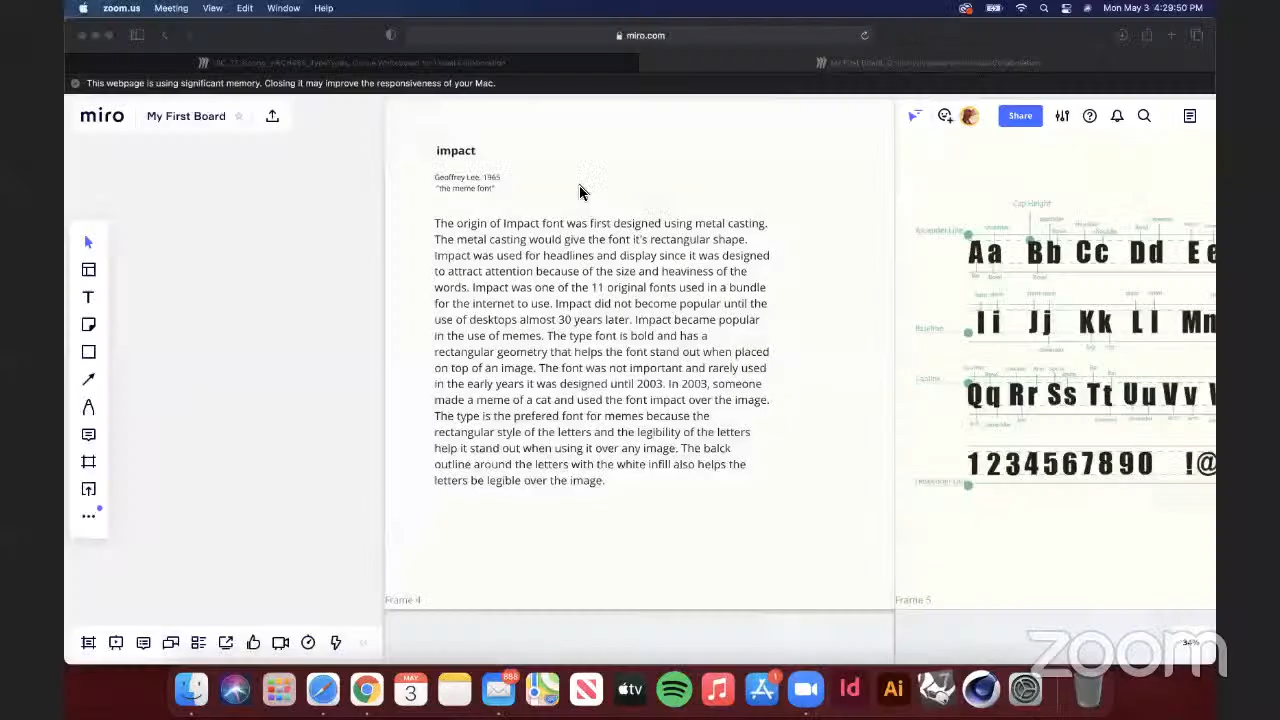 zoom.us Meeting View Edit Window Help Mon May 3 4:29:50 PM
miro.com
This webpage is using significant memory. Closing it may improve the responsiveness of your Mac.
miro My First Board Share
impact
Geoffrey Lee, 1965
"the meme font"
The origin of Impact font was first designed using metal casting.
The metal casting would give the font it's rectangular shape.
Impact was used for headlines and display since it was designed
to attract attention because of the size and heaviness of the
words. Impact was one of the 11 original fonts used in a bundle
for the internet to use. Impact did not become popular until the
use of desktops almost 30 years later. Impact became popular
in the use of memes. The type font is bold and has a
rectangular geometry that helps the font stand out when placed
on top of an image. The font was not important and rarely used
in the early years it was designed until 2003. In 2003, someone
made a meme of a cat and used the font impact over the image.
The type is the prefered font for memes because the
rectangular style of the letters and the legibility of the letters
help it stand out when using it over any image. The balck
outline around the letters with the white infill also helps the
letters be legible over the image.
Cap Height
Ascender Line
Aa Bb Cc Dd Ee
Ii Jj Kk Ll Mm
Baseline
Qq Rr Ss Tt Uu Vv
1234567890 !@
Frame 4
Frame 5
34%
zoom
MAY
3
868
tv
1
Id
Ai